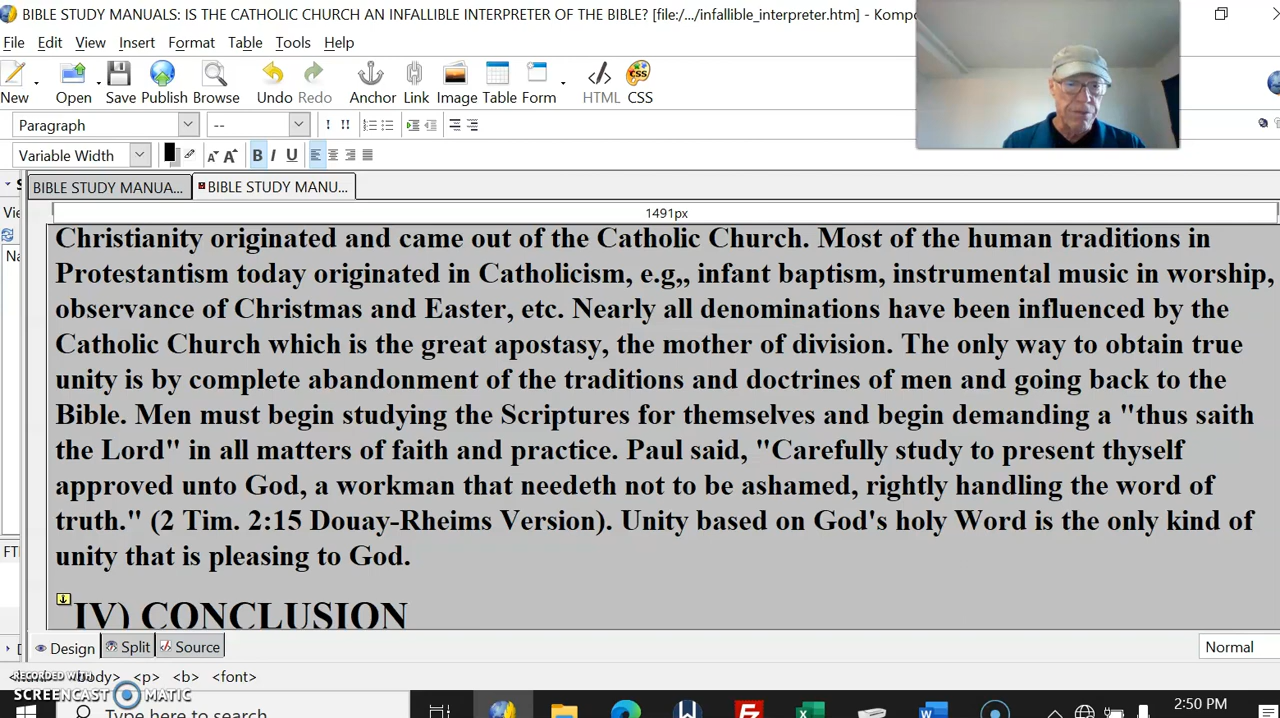 BIBLE STUDY MANUALS: IS THE CATHOLIC CHURCH AN INFALLIBLE INTERPRETER OF THE BIBLE? [file:/.../infallible_interpreter.htm] - Kompo
File Edit View Insert Format Table Tools Help
New Open Save Publish Browse Undo Redo Anchor Link Image Table Form HTML CSS
Paragraph --
Variable Width B I U
BIBLE STUDY MANUA... BIBLE STUDY MANU...
1491px
Christianity originated and came out of the Catholic Church. Most of the human traditions in
Protestantism today originated in Catholicism, e.g,, infant baptism, instrumental music in worship,
observance of Christmas and Easter, etc. Nearly all denominations have been influenced by the
Catholic Church which is the great apostasy, the mother of division. The only way to obtain true
unity is by complete abandonment of the traditions and doctrines of men and going back to the
Bible. Men must begin studying the Scriptures for themselves and begin demanding a "thus saith
the Lord" in all matters of faith and practice. Paul said, "Carefully study to present thyself
approved unto God, a workman that needeth not to be ashamed, rightly handling the word of
truth." (2 Tim. 2:15 Douay-Rheims Version). Unity based on God's holy Word is the only kind of
unity that is pleasing to God.
IV) CONCLUSION
Design Split Source Normal
<body> <p> <b> <font>
RECORDED WITH
SCREENCAST MATIC
Type here to search
2:50 PM